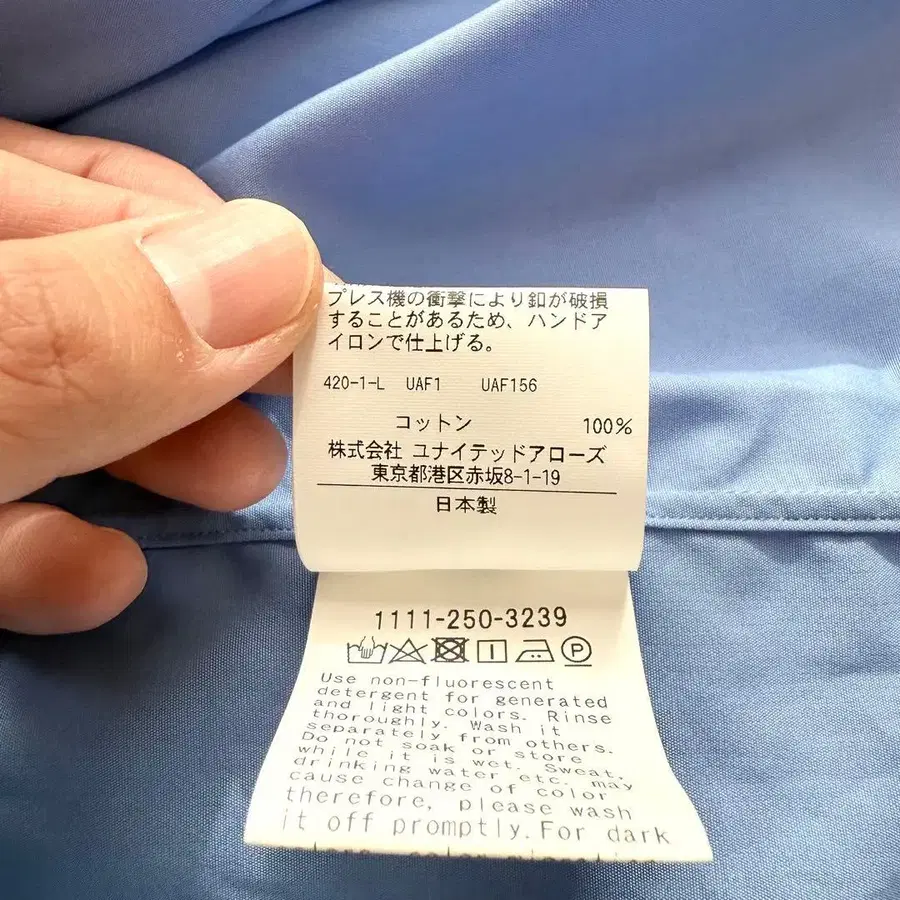 プレス機の衝撃により釦が破損
することがあるため、ハンドア
イロンで仕上げる。
420-1-L UAF1 UAF156
コットン 100%
株式会社 ユナイテッドアローズ
東京都港区赤坂8-1-19
日本製
1111-250-3239
P
Use non-fluorescent
detergent for generated
and light colors. Rinse
thoroughly. Wash it
separately from others.
Do not soak or store
while it is wet. Sweat,
drinking water etc. may
cause change of color
therefore, please wash
it off promptly.For dark